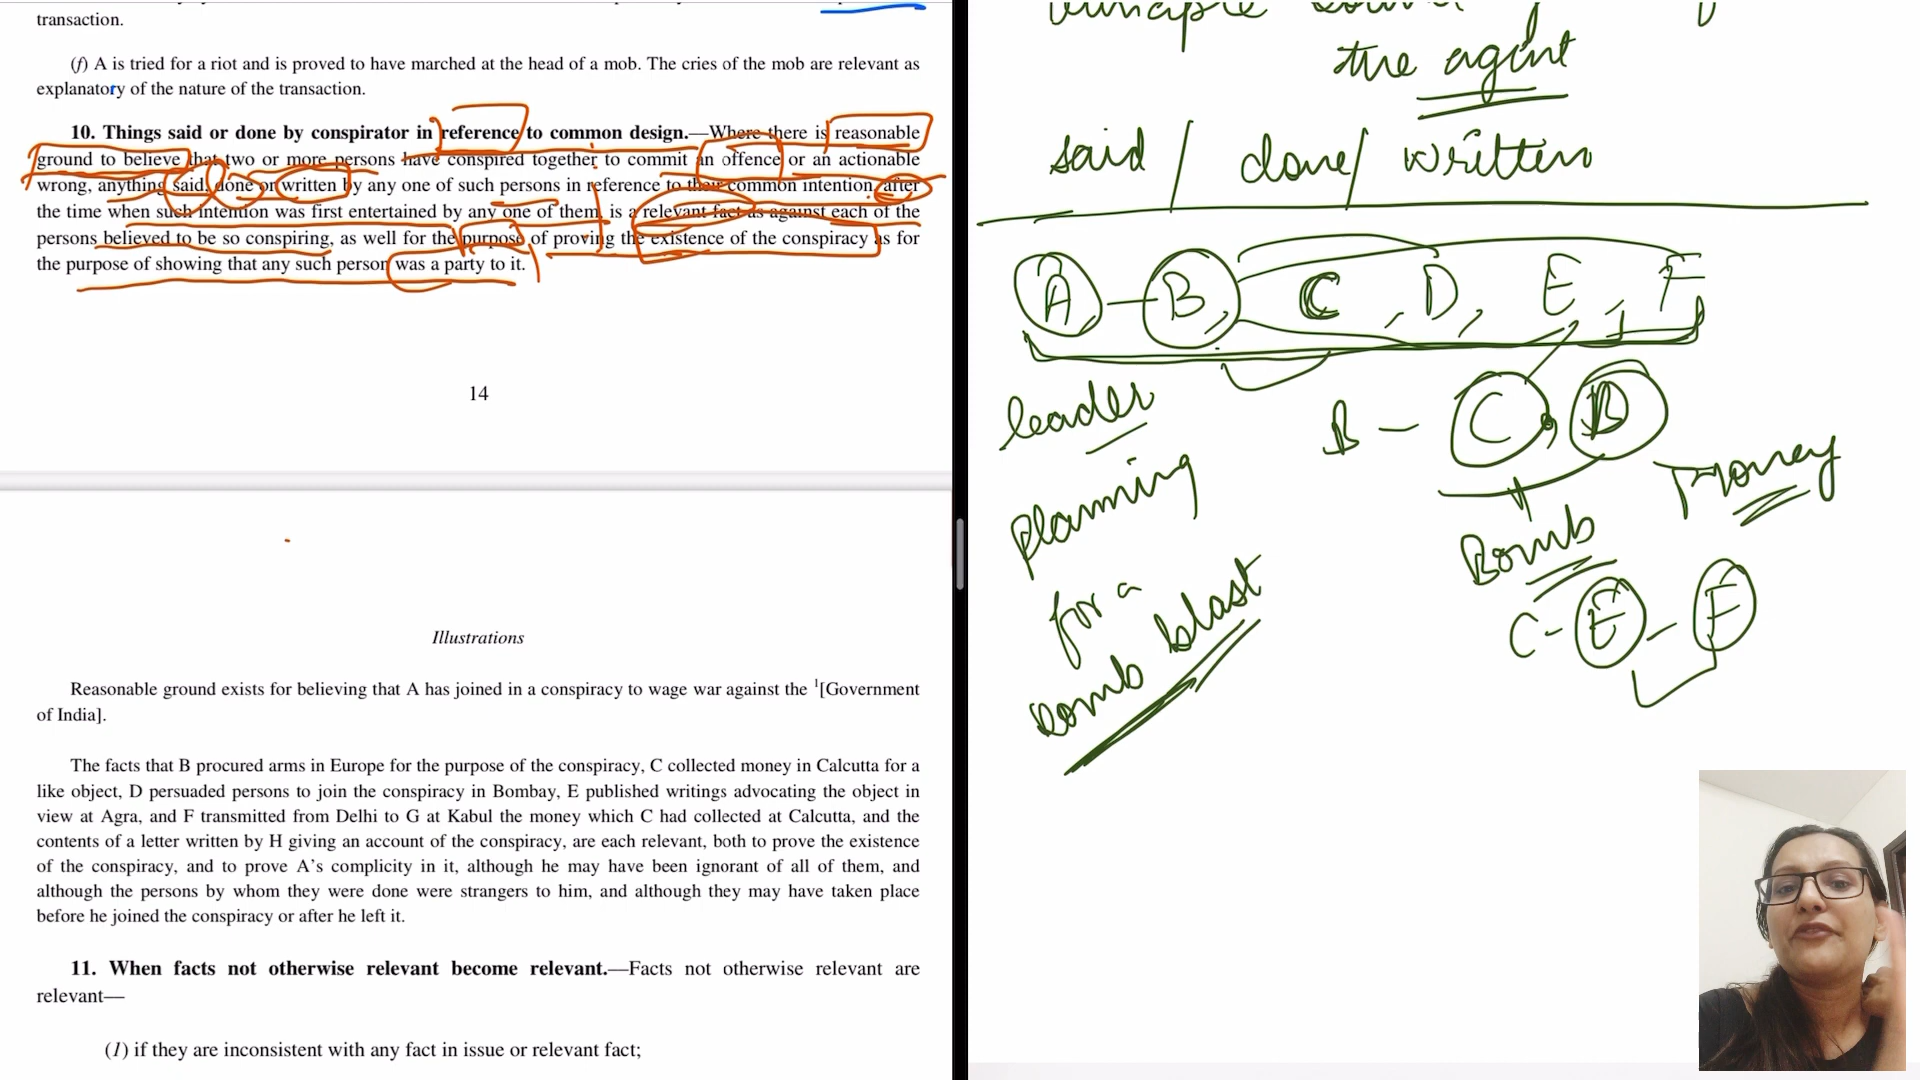 transaction.
(f) A is tried for a riot and is proved to have marched at the head of a mob. The cries of the mob are relevant as
explanatory of the nature of the transaction.
10. Things said or done by conspirator in reference to common design.—Where there is reasonable
ground to believe that two or more persons have conspired together to commit an offence or an actionable
wrong, anything said, done or written by any one of such persons in reference to their common intention, after
the time when such intention was first entertained by any one of them, is a relevant fact as against each of the
persons believed to be so conspiring, as well for the purpose of proving the existence of the conspiracy as for
the purpose of showing that any such person was a party to it.
14
Illustrations
Reasonable ground exists for believing that A has joined in a conspiracy to wage war against the 1[Government
of India].
The facts that B procured arms in Europe for the purpose of the conspiracy, C collected money in Calcutta for a
like object, D persuaded persons to join the conspiracy in Bombay, E published writings advocating the object in
view at Agra, and F transmitted from Delhi to G at Kabul the money which C had collected at Calcutta, and the
contents of a letter written by H giving an account of the conspiracy, are each relevant, both to prove the existence
of the conspiracy, and to prove A's complicity in it, although he may have been ignorant of all of them, and
although the persons by whom they were done were strangers to him, and although they may have taken place
before he joined the conspiracy or after he left it.
11. When facts not otherwise relevant become relevant.—Facts not otherwise relevant are
relevant—
(1) if they are inconsistent with any fact in issue or relevant fact;
the agent
said / done/ written
A - B, C, D, E, F
leader
planning
for a
bomb blast
B - C, D
Money
Bomb
C - E - F